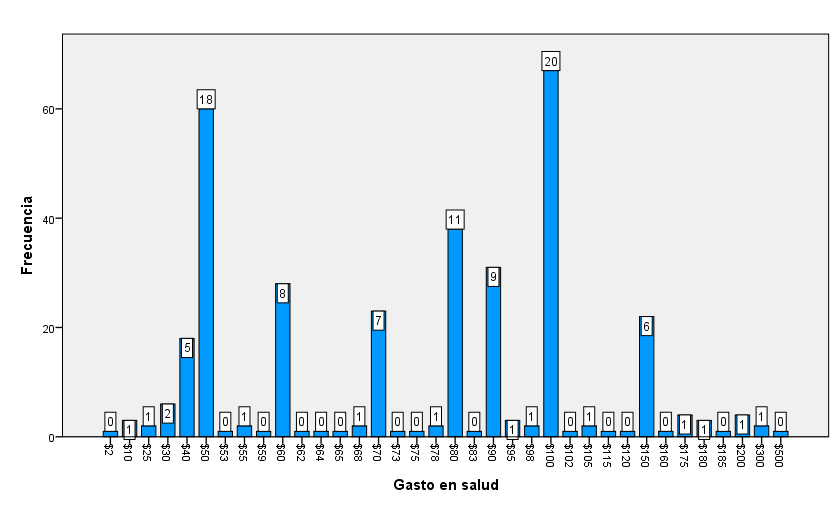 60
40
20
0
Frecuencia
0 1 1 2 5 18 0 1 0 8 0 0 0 1 7 0 0 1 11 0 9 1 1 20 0 1 0 0 6 0 1 1 0 1 1 0
$2 $10 $25 $30 $40 $50 $53 $55 $59 $60 $62 $64 $65 $68 $70 $73 $75 $78 $80 $83 $90 $95 $98 $100 $102 $105 $115 $120 $150 $160 $175 $180 $185 $200 $300 $500
Gasto en salud